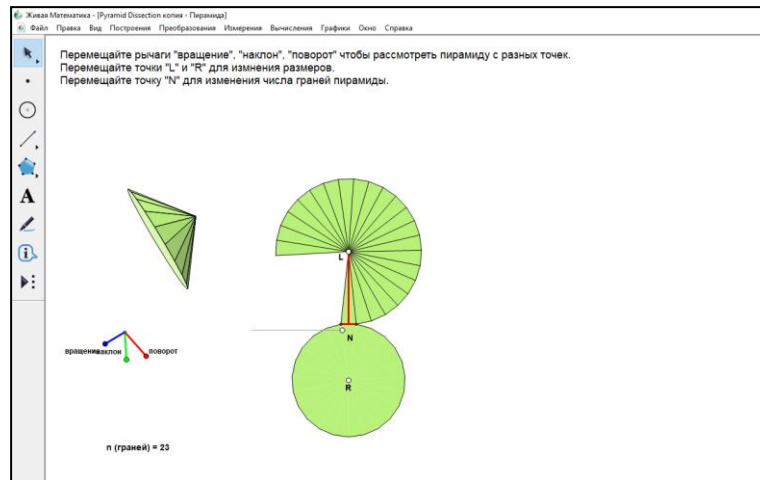 Живая Математика - [Pyramid Dissection копия - Пирамида]
Файл Правка Вид Построения Преобразования Измерения Вычисления Графики Окно Справка
Перемещайте рычаги "вращение", "наклон", "поворот" чтобы рассмотреть пирамиду с разных точек.
Перемещайте точки "L" и "R" для измнения размеров.
Перемещайте точку "N" для изменения числа граней пирамиды.
A
L
N
вращение наклон поворот
R
n (граней) = 23